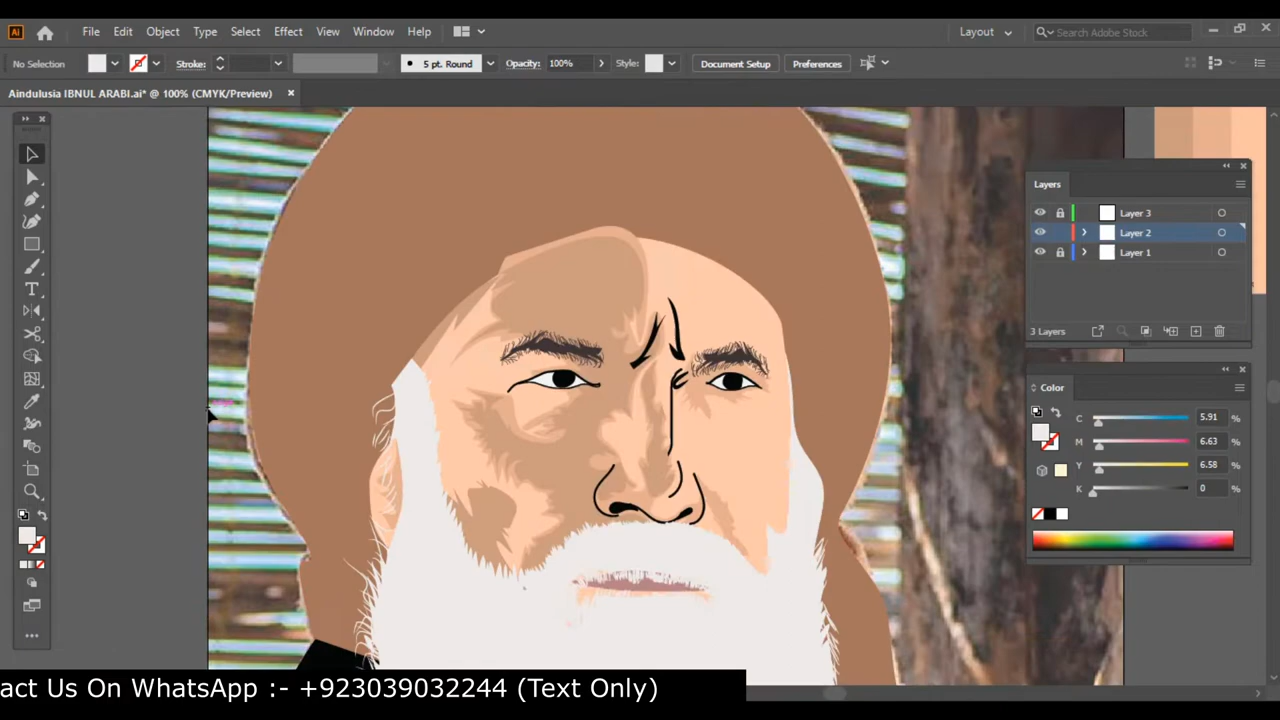 Ai File Edit Object Type Select Effect View Window Help Layout Search Adobe Stock
No Selection Stroke: 5 pt. Round Opacity: 100% Style: Document Setup Preferences
Aindulusia IBNUL ARABI.ai* @ 100% (CMYK/Preview)
Layers
Layer 3
Layer 2
Layer 1
3 Layers
Color
C 5.91 %
M 6.63 %
Y 6.58 %
K 0 %
act Us On WhatsApp :- +923039032244 (Text Only)